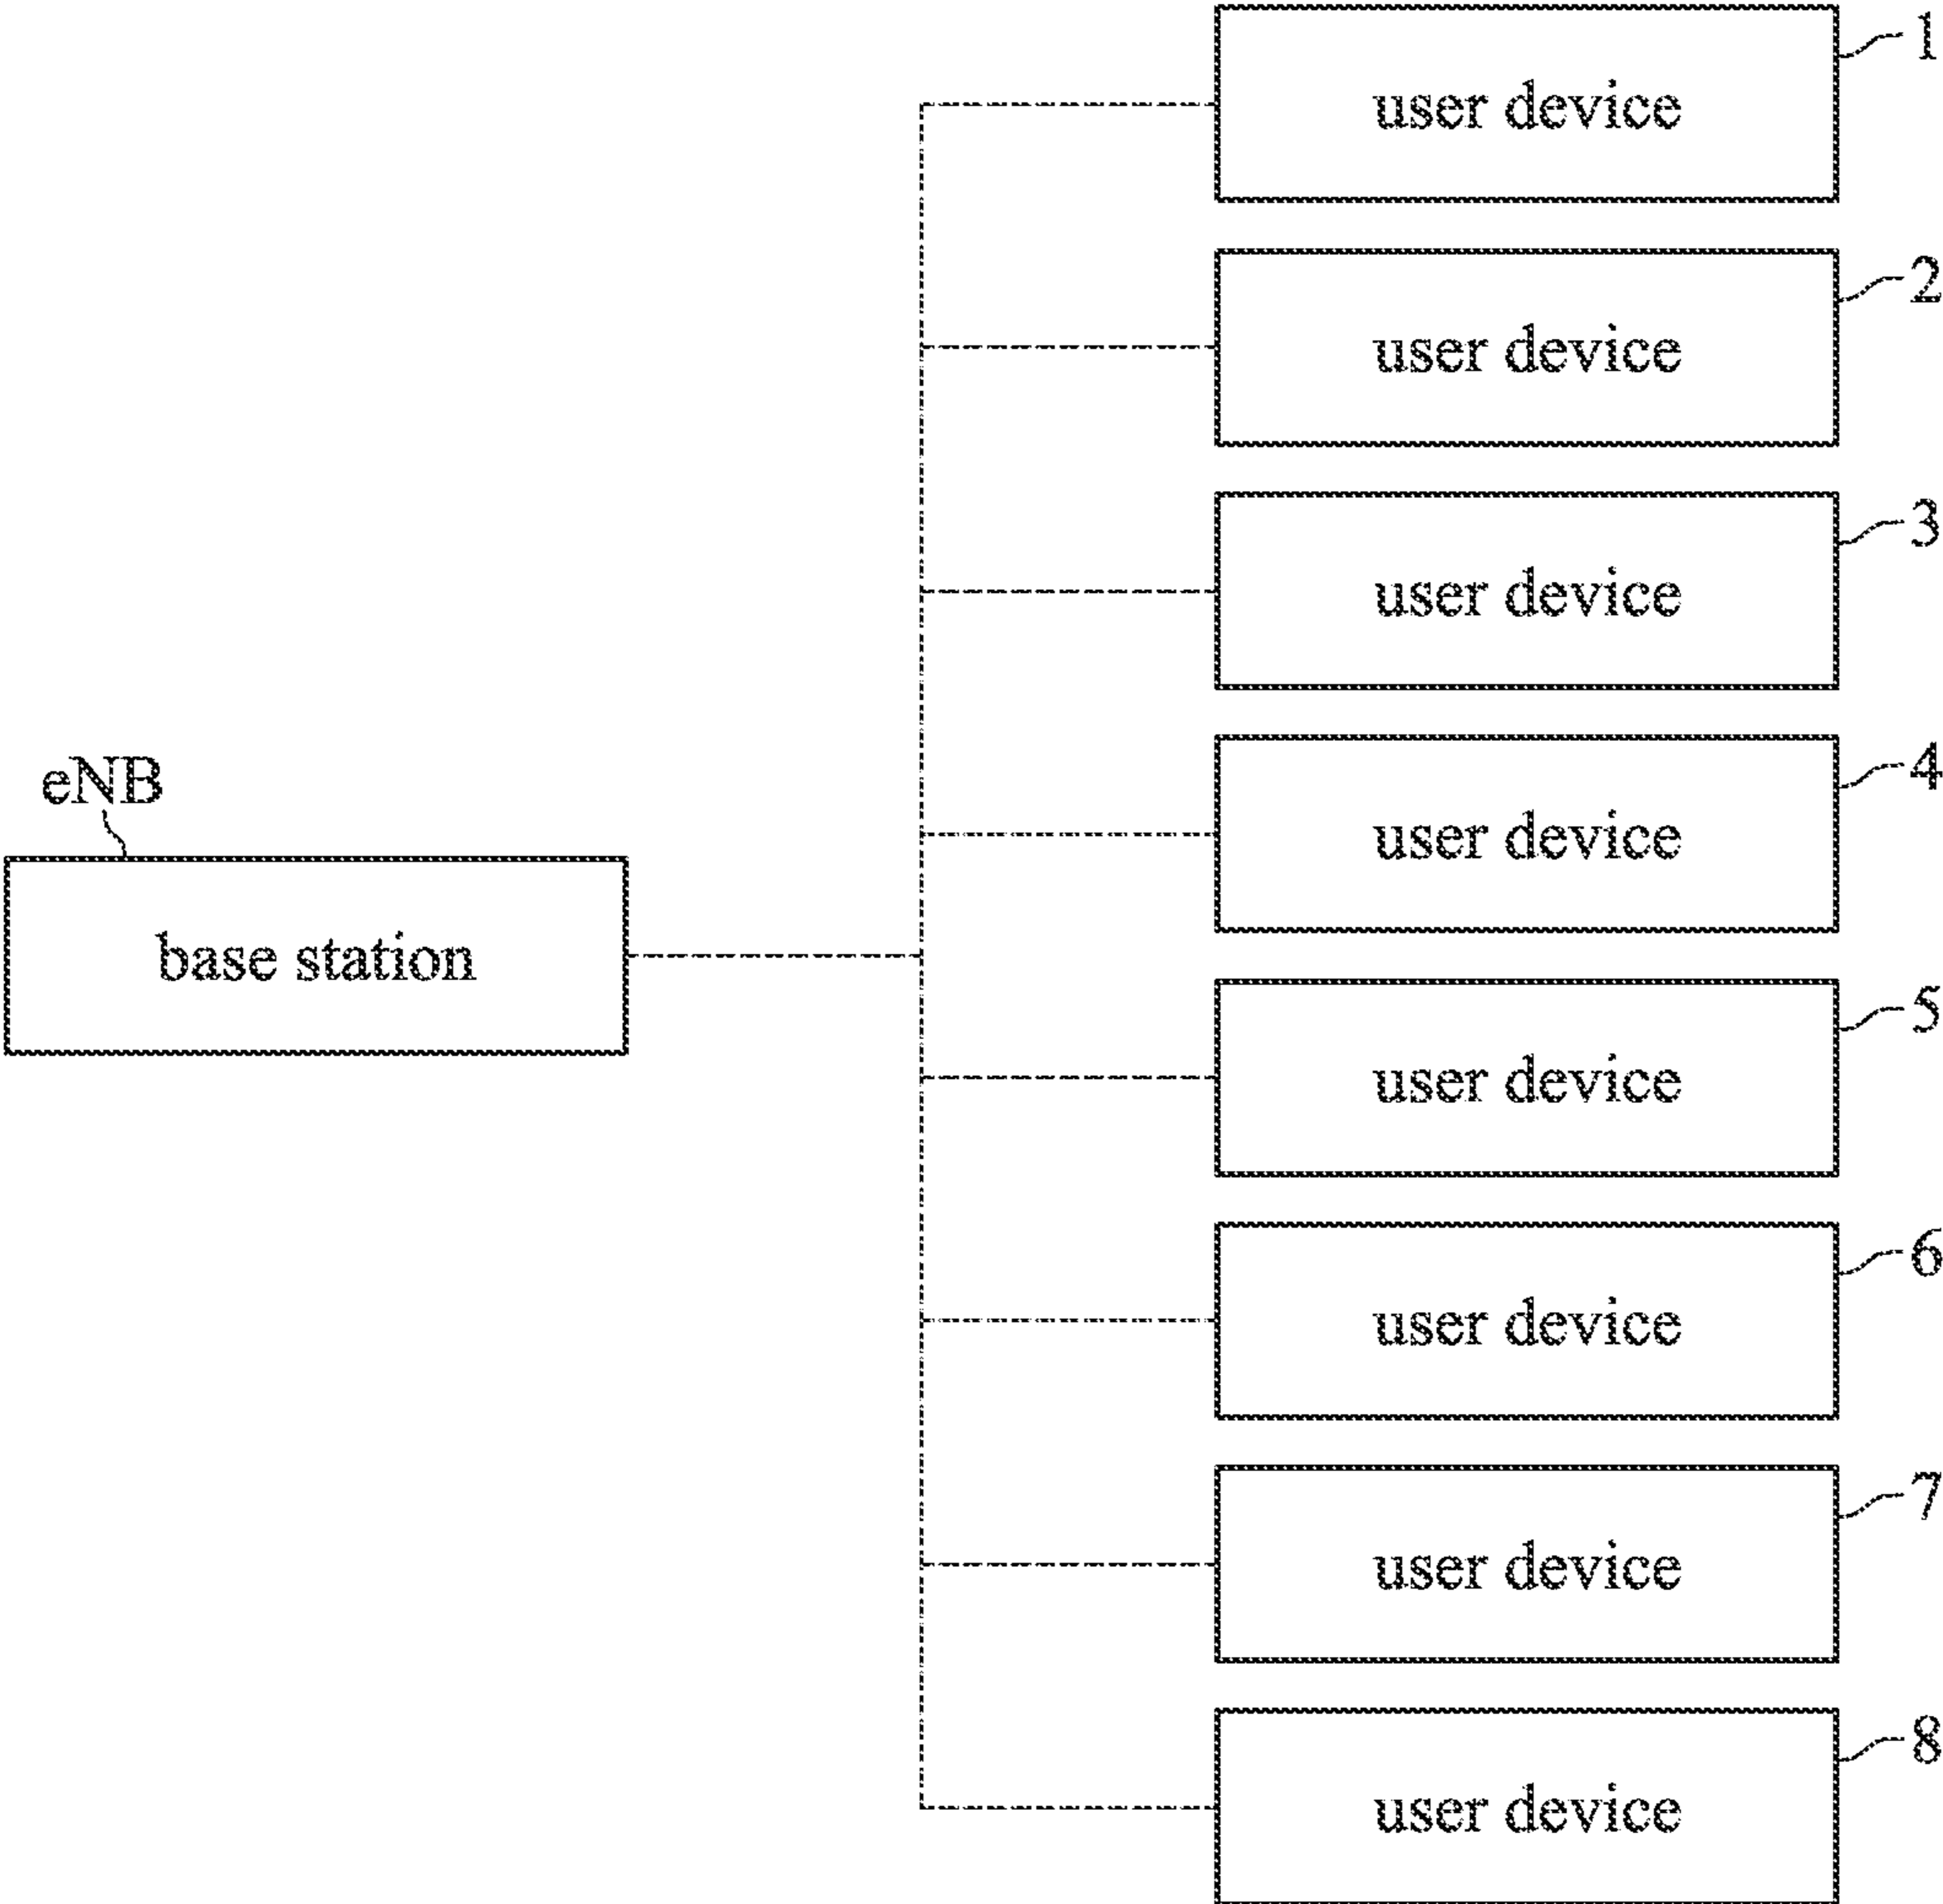 1
user device
2
user device
3
user device
eNB
4
user device
base station
5
user device
6
user device
7
user device
8
user device